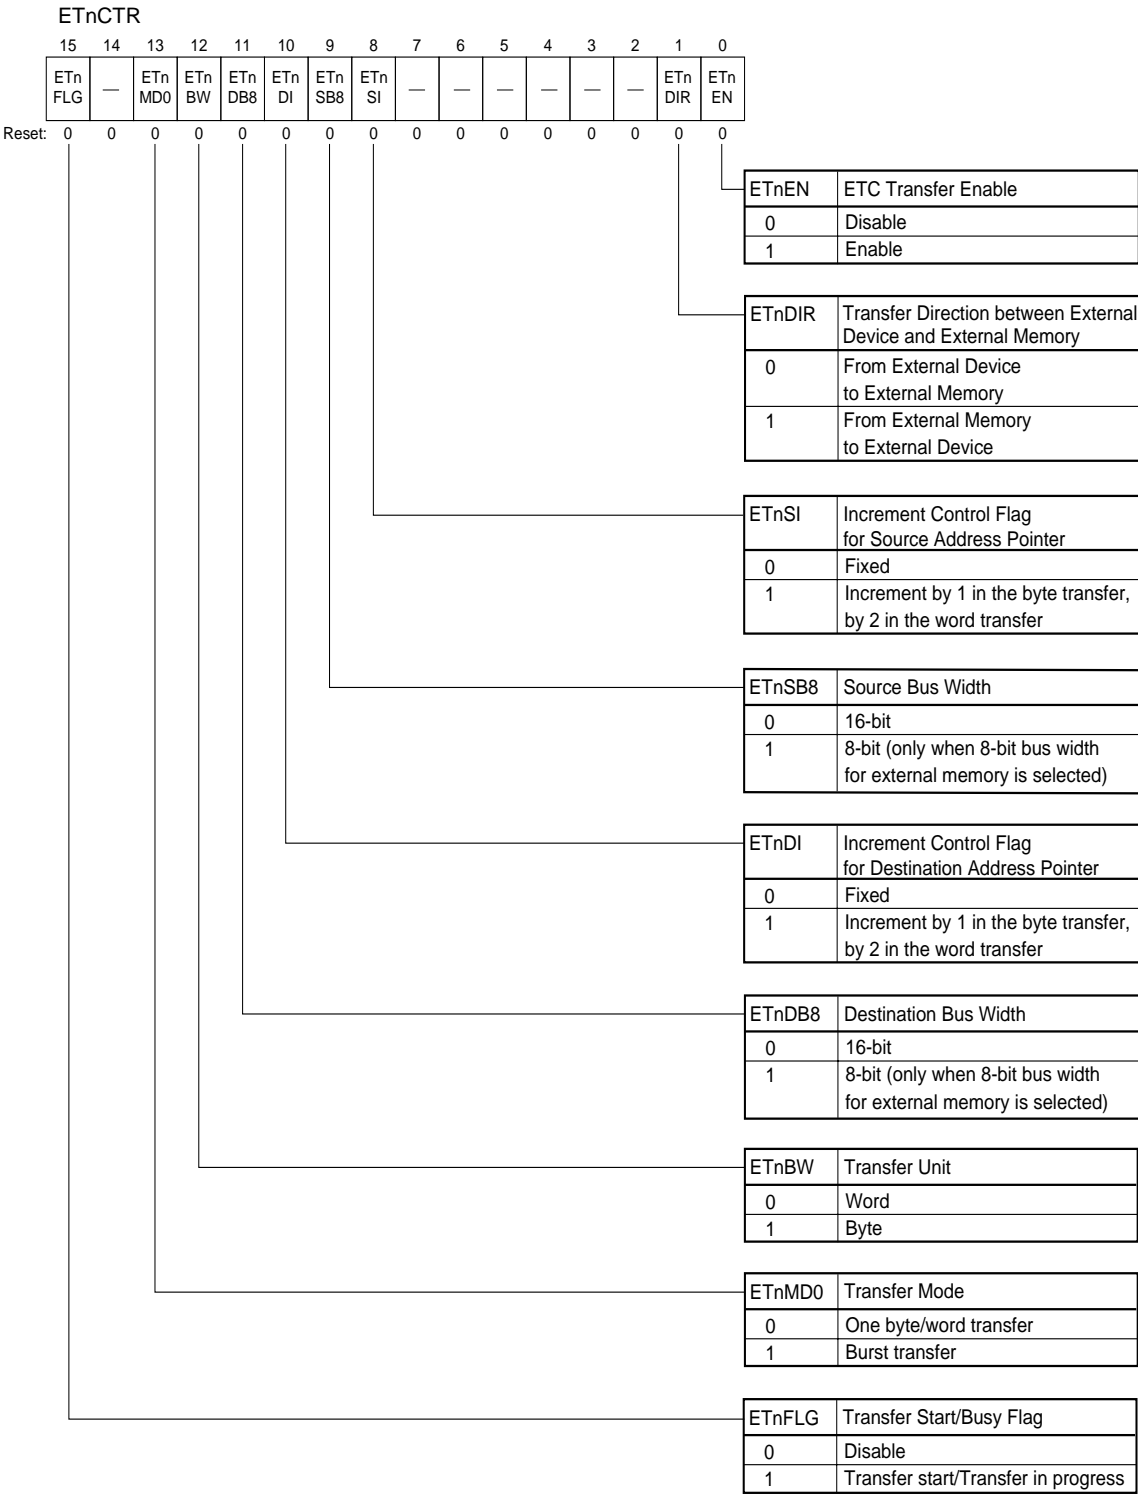 ETnCTR
15 14 13 12 11 10 9 8 7 6 5 4 3 2 1 0
ETn FLG — ETn MD0 ETn BW ETn DB8 ETn DI ETn SB8 ETn SI — — — — — — ETn DIR ETn EN
Reset: 0 0 0 0 0 0 0 0 0 0 0 0 0 0 0 0
ETnEN ETC Transfer Enable
0 Disable
1 Enable
ETnDIR Transfer Direction between External
Device and External Memory
0 From External Device
to External Memory
1 From External Memory
to External Device
ETnSI Increment Control Flag
for Source Address Pointer
0 Fixed
1 Increment by 1 in the byte transfer,
by 2 in the word transfer
ETnSB8 Source Bus Width
0 16-bit
1 8-bit (only when 8-bit bus width
for external memory is selected)
ETnDI Increment Control Flag
for Destination Address Pointer
0 Fixed
1 Increment by 1 in the byte transfer,
by 2 in the word transfer
ETnDB8 Destination Bus Width
0 16-bit
1 8-bit (only when 8-bit bus width
for external memory is selected)
ETnBW Transfer Unit
0 Word
1 Byte
ETnMD0 Transfer Mode
0 One byte/word transfer
1 Burst transfer
ETnFLG Transfer Start/Busy Flag
0 Disable
1 Transfer start/Transfer in progress